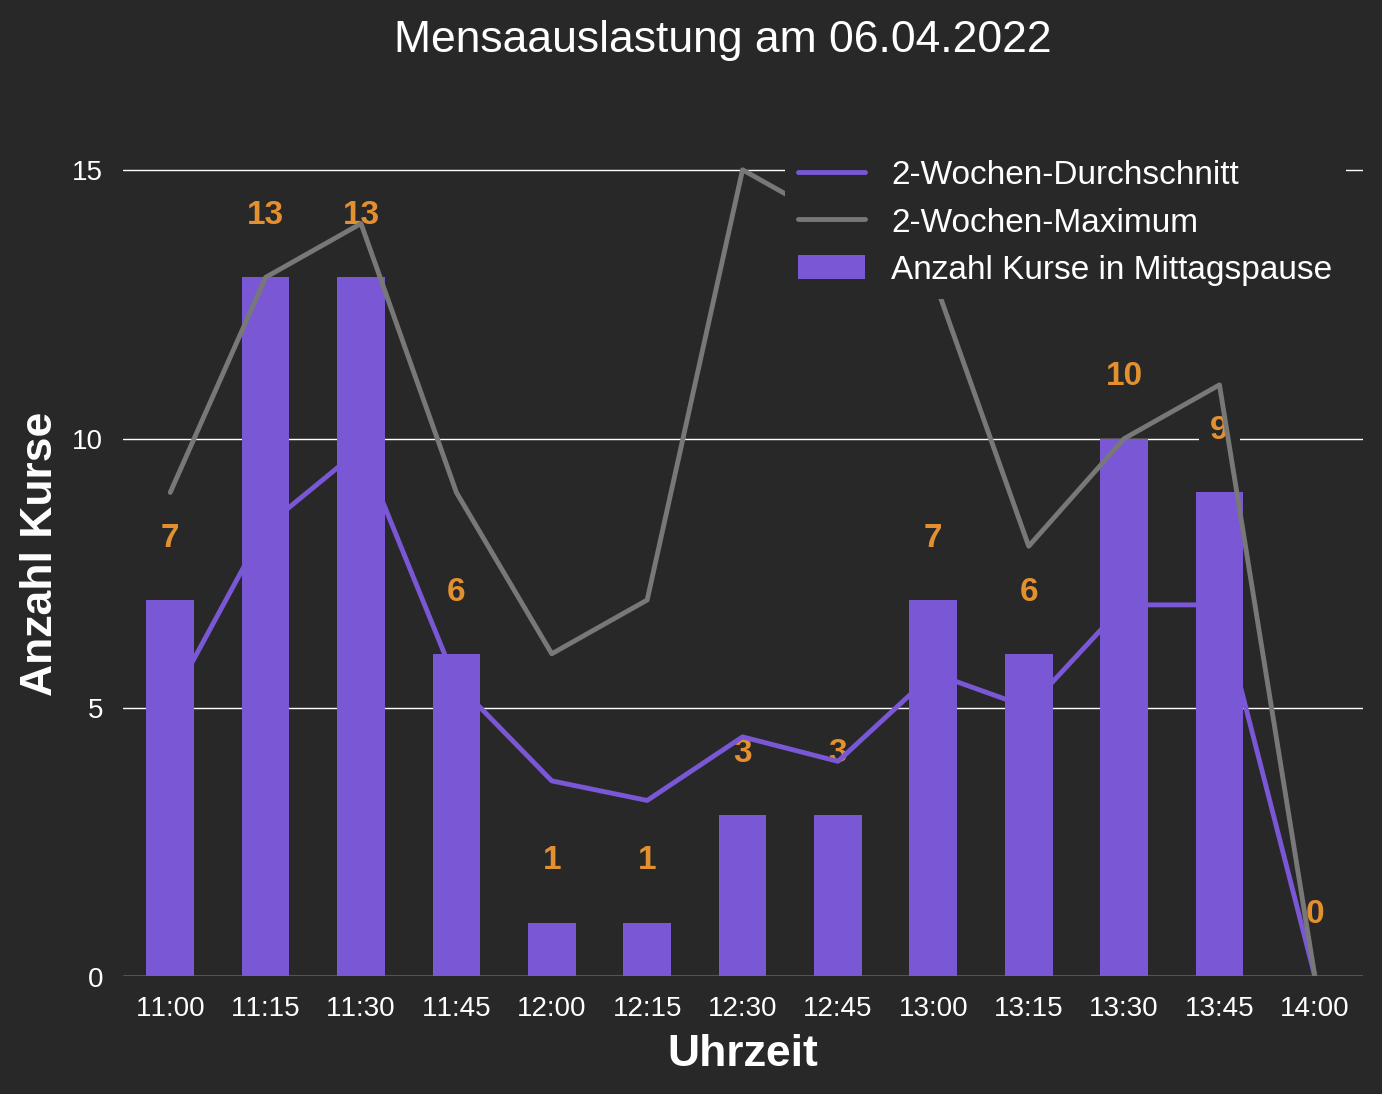 Mensaauslastung am 06.04.2022
2-Wochen-Durchschnitt
2-Wochen-Maximum
Anzahl Kurse in Mittagspause
Anzahl Kurse
15
10
5
0
7
13
13
6
1
1
3
3
7
6
10
9
0
11:00 11:15 11:30 11:45 12:00 12:15 12:30 12:45 13:00 13:15 13:30 13:45 14:00
Uhrzeit